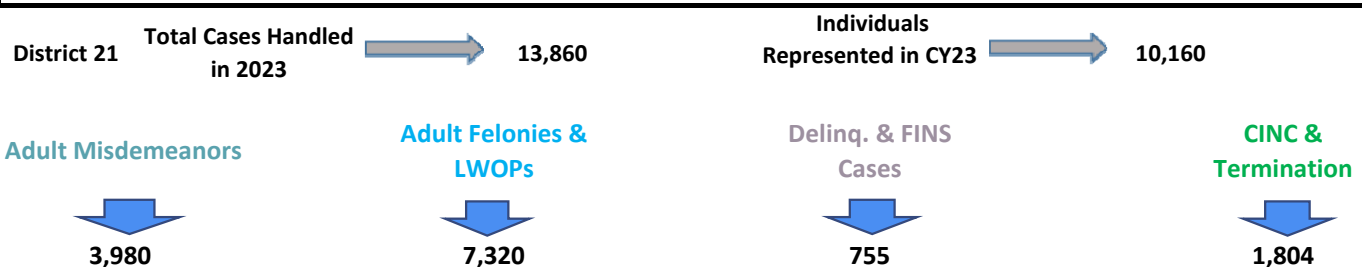 District 21
Total Cases Handled
in 2023
13,860
Individuals
Represented in CY23
10,160
Adult Misdemeanors
Adult Felonies &
LWOPs
Delinq. & FINS
Cases
CINC &
Termination
3,980
7,320
755
1,804